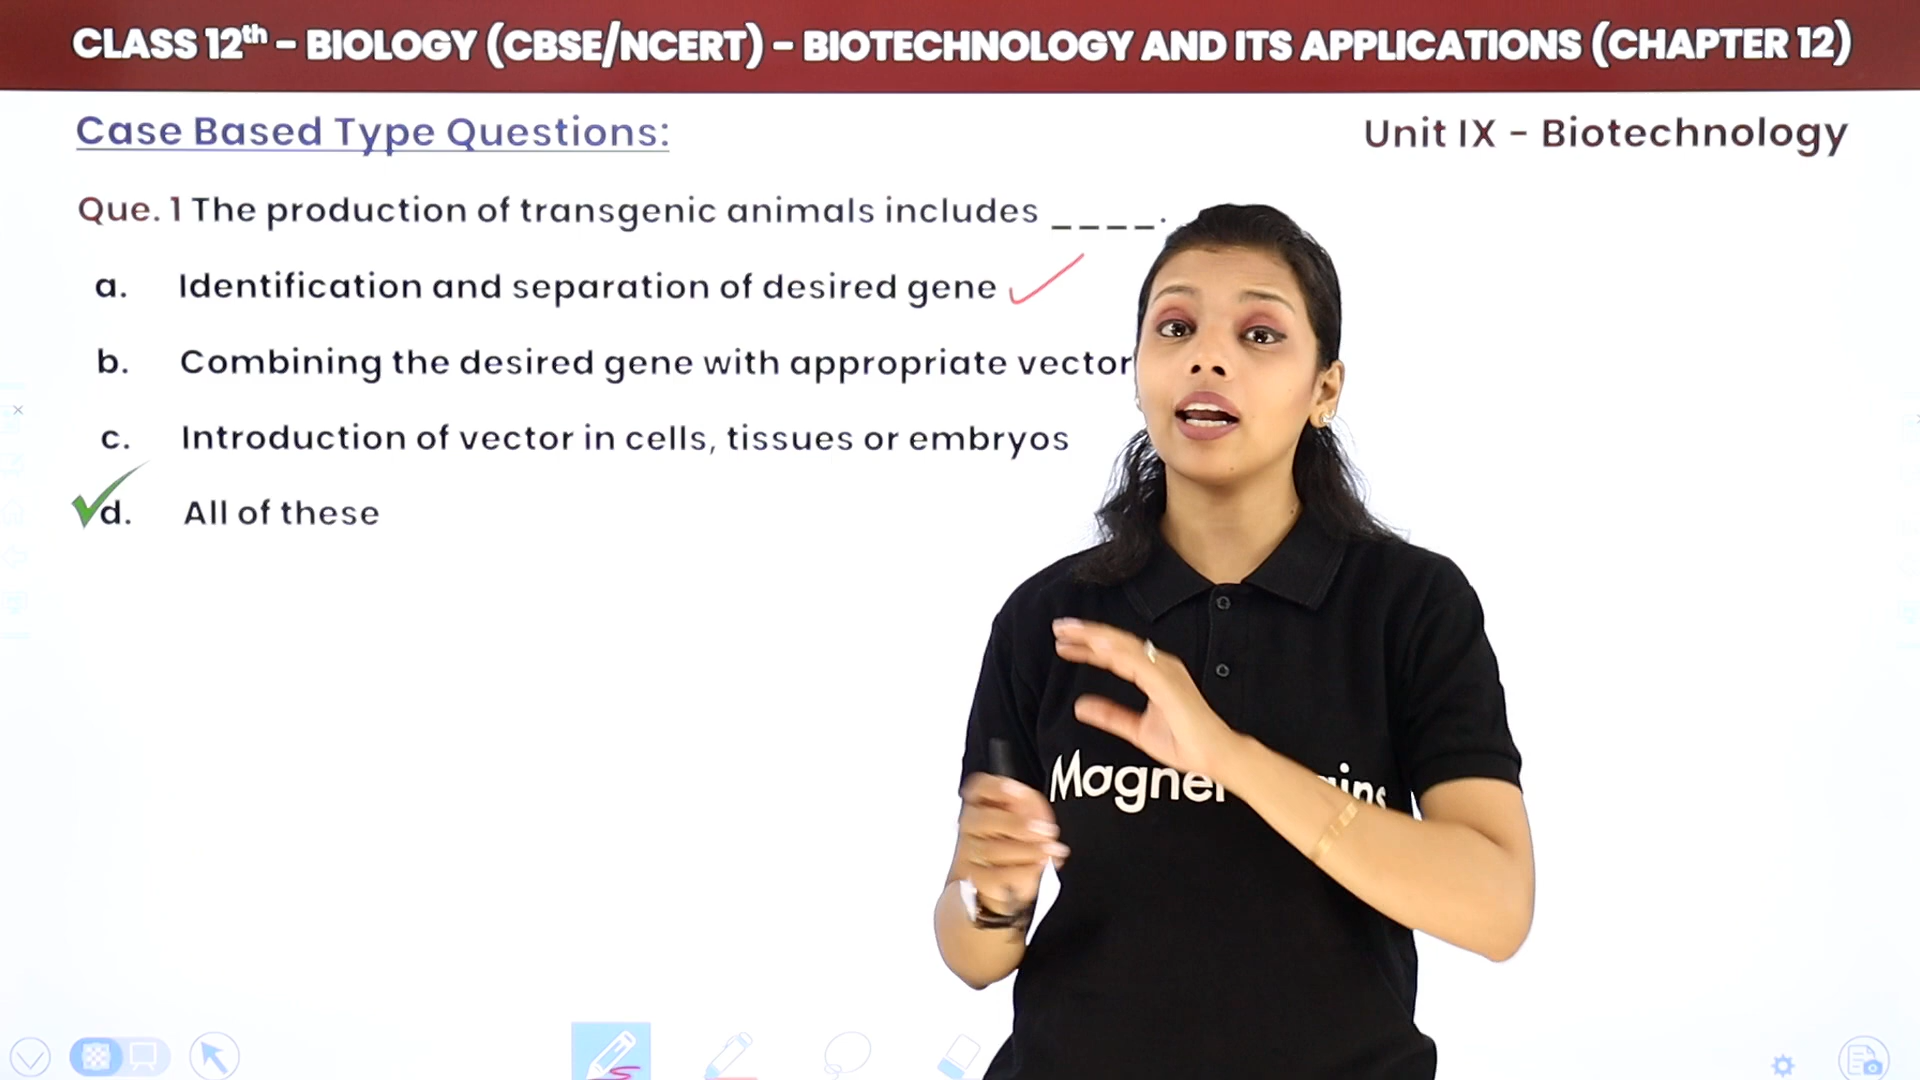 CLASS 12th – BIOLOGY (CBSE/NCERT) – BIOTECHNOLOGY AND ITS APPLICATIONS (CHAPTER 12)
Case Based Type Questions:
Unit IX – Biotechnology
Que. 1 The production of transgenic animals includes ____.
a. Identification and separation of desired gene
b. Combining the desired gene with appropriate vector
c. Introduction of vector in cells, tissues or embryos
d. All of these